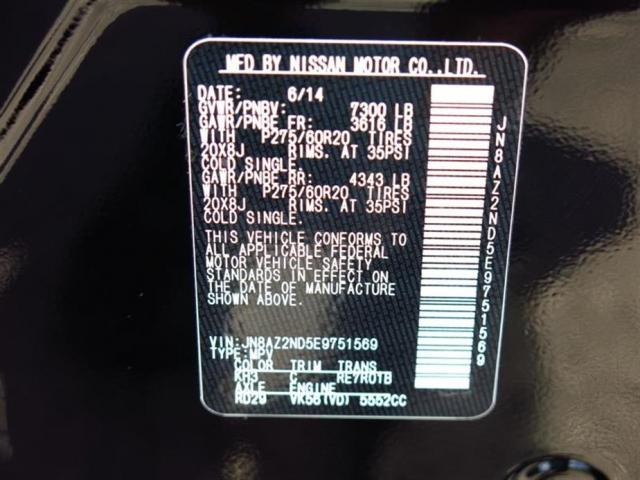 MFD BY NISSAN MOTOR CO.,LTD.
DATE: 6/14
GVWR/PNBV: 7300 LB
GAWR/PNBE FR: 3616 LB
WITH P275/60R20 TIRES
20X8J RIMS. AT 35PSI
COLD SINGLE.
GAWR/PNBE RR: 4343 LB
WITH P275/60R20 TIRES
20X8J RIMS. AT 35PSI
COLD SINGLE.
THIS VEHICLE CONFORMS TO
ALL APPLICABLE FEDERAL
MOTOR VEHICLE SAFETY
STANDARDS IN EFFECT ON
THE DATE OF MANUFACTURE
SHOWN ABOVE.
VIN:JN8AZ2ND5E9751569
TYPE:MPV
COLOR TRIM TRANS
KH3 C RE7R01B
AXLE ENGINE
RD29 VK56(VD) 5552CC
JN8AZ2ND5E9751569